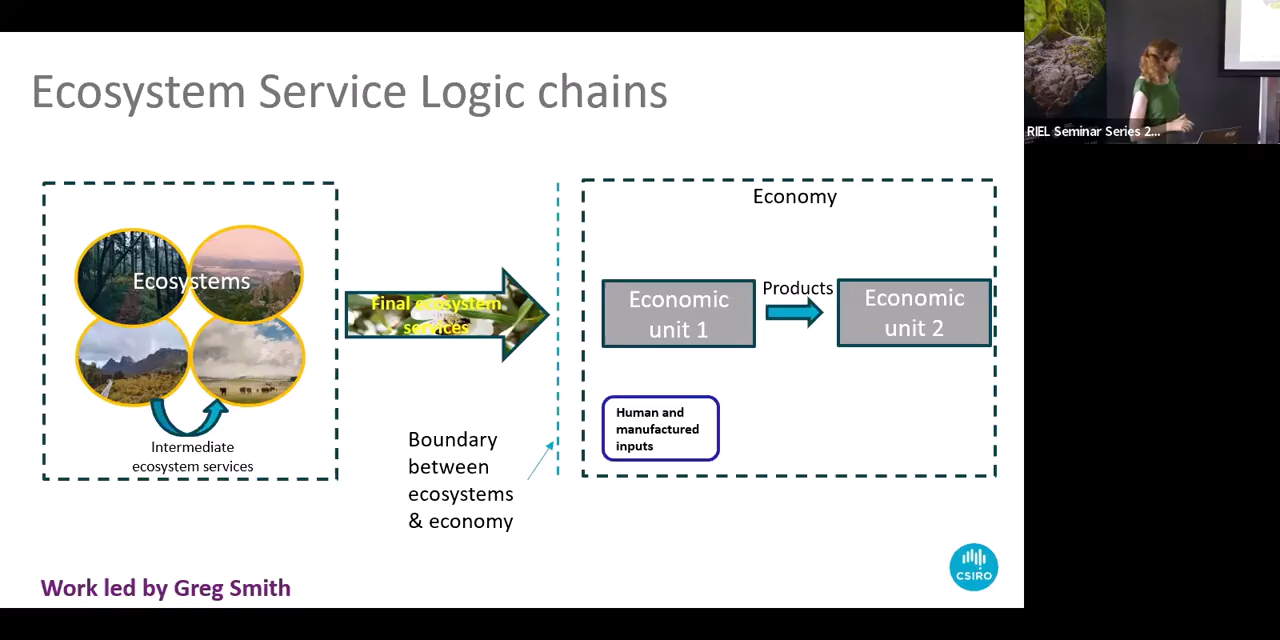 Ecosystem Service Logic chains
RIEL Seminar Series 2...
Ecosystems
Intermediate
ecosystem services
Final ecosystem
services
Boundary
between
ecosystems
& economy
Economy
Economic
unit 1
Products
Economic
unit 2
Human and
manufactured
inputs
Work led by Greg Smith
CSIRO